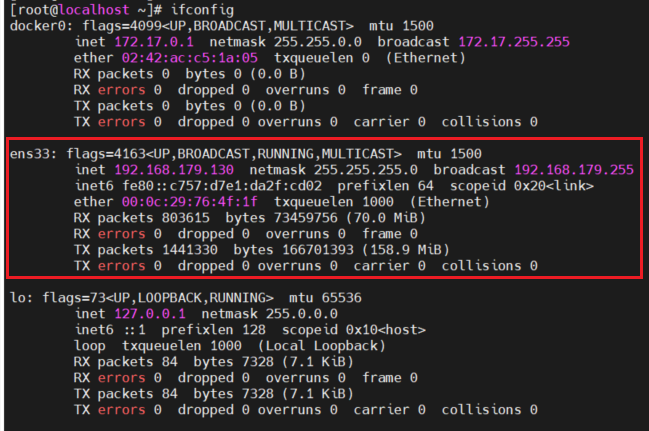 [root@localhost ~]# ifconfig
docker0: flags=4099<UP,BROADCAST,MULTICAST>  mtu 1500
        inet 172.17.0.1  netmask 255.255.0.0  broadcast 172.17.255.255
        ether 02:42:ac:c5:1a:05  txqueuelen 0  (Ethernet)
        RX packets 0  bytes 0 (0.0 B)
        RX errors 0  dropped 0  overruns 0  frame 0
        TX packets 0  bytes 0 (0.0 B)
        TX errors 0  dropped 0 overruns 0  carrier 0  collisions 0
ens33: flags=4163<UP,BROADCAST,RUNNING,MULTICAST>  mtu 1500
        inet 192.168.179.130  netmask 255.255.255.0  broadcast 192.168.179.255
        inet6 fe80::c757:d7e1:da2f:cd02  prefixlen 64  scopeid 0x20<link>
        ether 00:0c:29:76:4f:1f  txqueuelen 1000  (Ethernet)
        RX packets 803615  bytes 73459756 (70.0 MiB)
        RX errors 0  dropped 0  overruns 0  frame 0
        TX packets 1441330  bytes 166701393 (158.9 MiB)
        TX errors 0  dropped 0 overruns 0  carrier 0  collisions 0
lo: flags=73<UP,LOOPBACK,RUNNING>  mtu 65536
        inet 127.0.0.1  netmask 255.0.0.0
        inet6 ::1  prefixlen 128  scopeid 0x10<host>
        loop  txqueuelen 1000  (Local Loopback)
        RX packets 84  bytes 7328 (7.1 KiB)
        RX errors 0  dropped 0  overruns 0  frame 0
        TX packets 84  bytes 7328 (7.1 KiB)
        TX errors 0  dropped 0 overruns 0  carrier 0  collisions 0